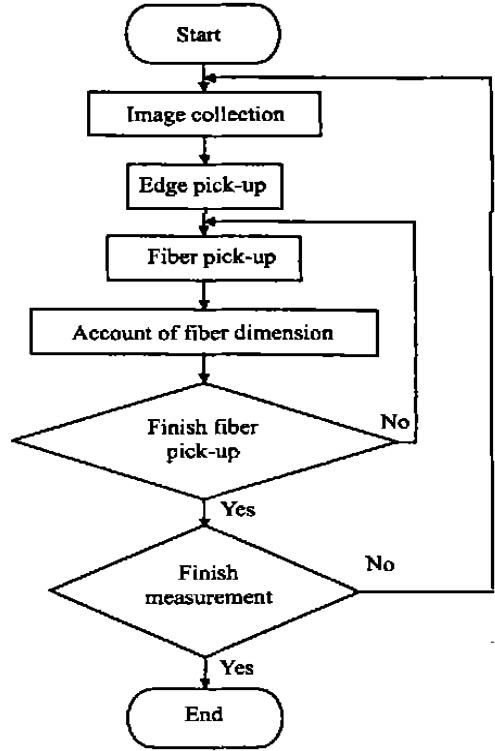 Start
Image collection
Edge pick-up
Fiber pick-up
Account of fiber dimension
Finish fiber
pick-up
No
Yes
Finish
measurement
No
Yes
End